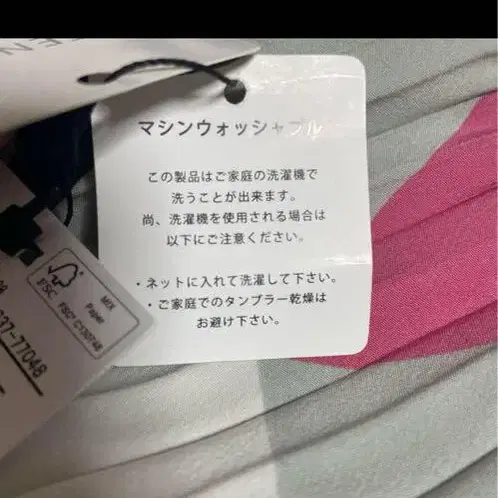 マシンウォッシャブル
この製品はご家庭の洗濯機で
洗うことが出来ます。
尚、洗濯機を使用される場合は
以下にご注意ください。
・ネットに入れて洗濯して下さい。
・ご家庭でのタンブラー乾燥は
お避け下さい。
FSC
MIX
Paper
FSC® C130748